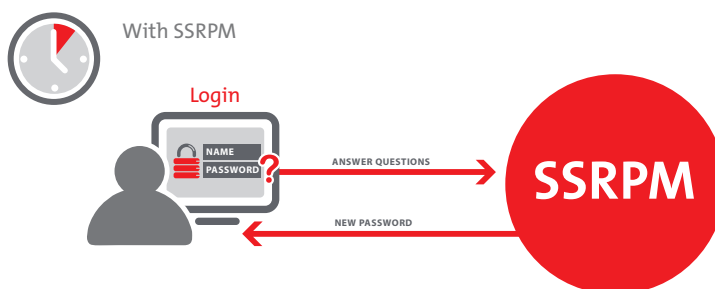 With SSRPM
Login
NAME
PASSWORD
?
ANSWER QUESTIONS
SSRPM
NEW PASSWORD